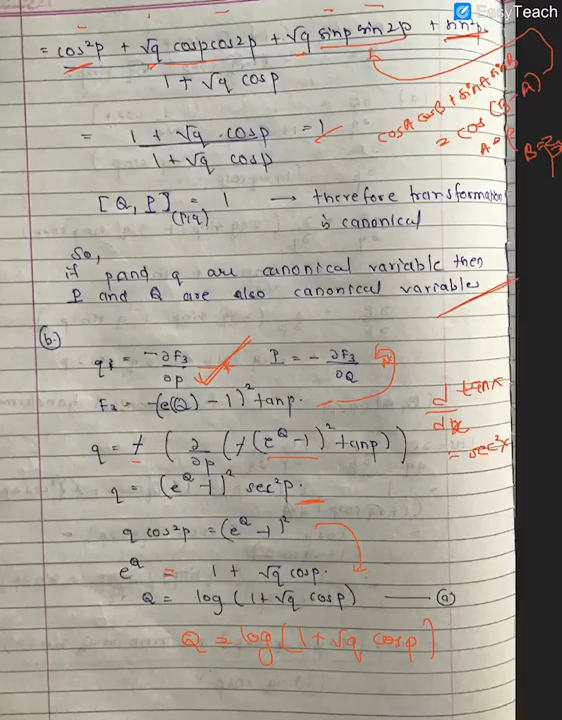 EasyTeach
= cos²p + √q cosp cos2p + √q sinp sin2p + sin²p
1 + √q cosp
= 1 + √q cosp = 1
1 + √q cosp
cosA cosB + sinA sinB
= cos (B-A)
A = p
B = 2p
[Q, P](p,q) = 1 → therefore transformation is canonical
So,
if p and q are canonical variable then
P and Q are also canonical variables
(b.)
q = -∂F₃/∂p P = -∂F₃/∂Q
F₃ = -(e(Q) - 1)² tanp.
d/dx tanx
= sec²x
q = + (∂/∂p (+(e^Q - 1)² tanp))
q = (e^Q - 1)² sec²p.
q cos²p = (e^Q - 1)²
e^Q = 1 + √q cosp.
Q = log (1 + √q cosp) —— (a)
Q = log (1 + √q cosp)